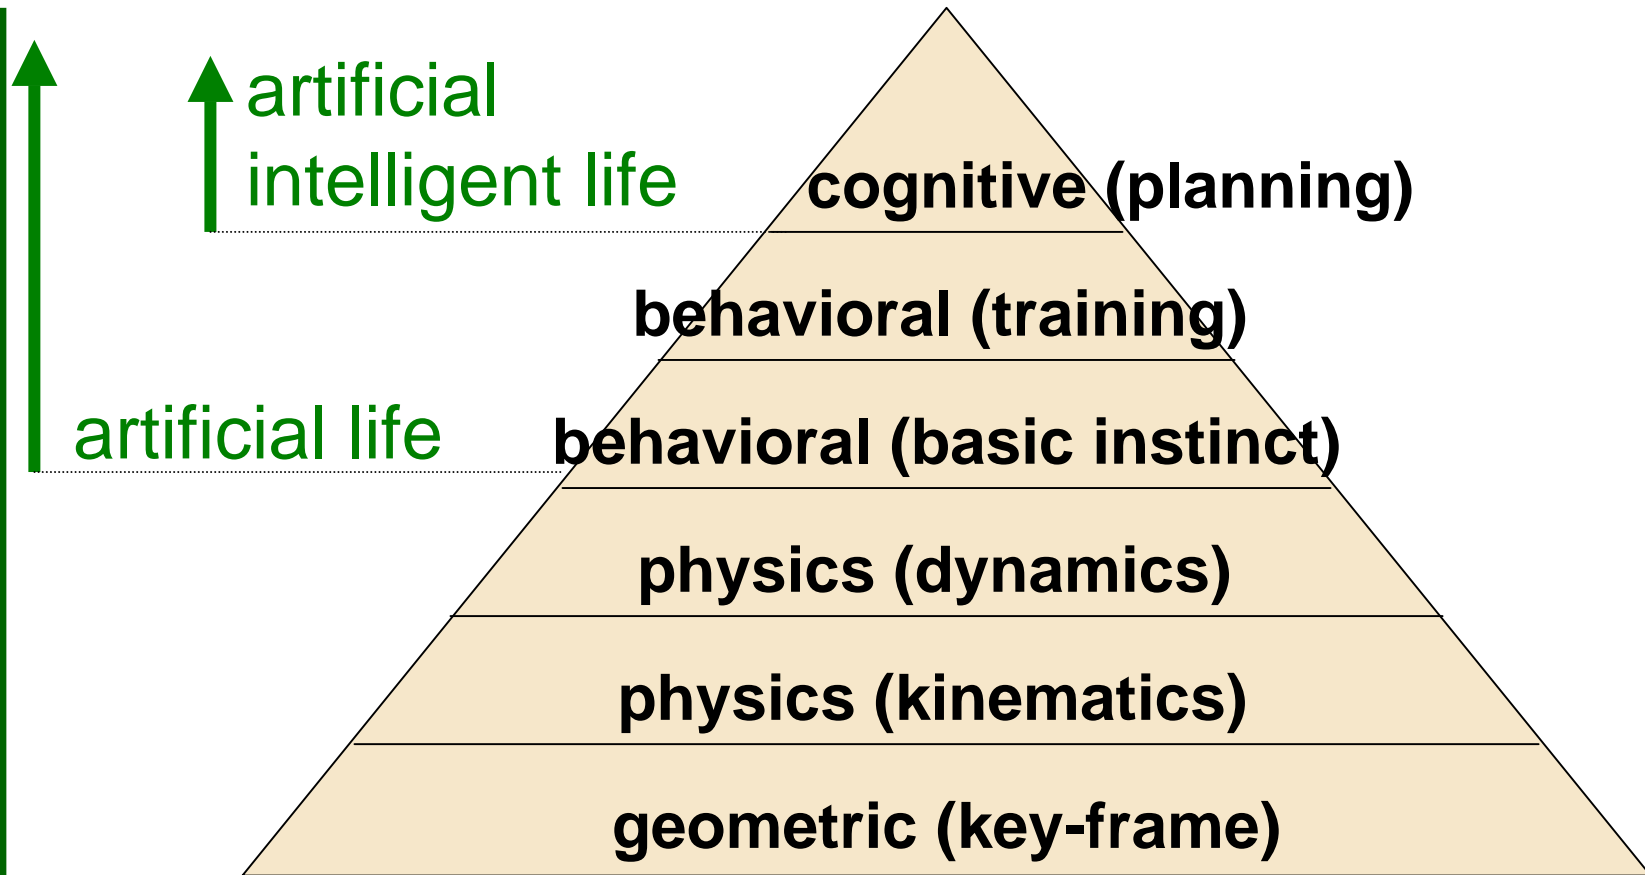 artificial
intelligent life
cognitive (planning)
behavioral (training)
artificial life
behavioral (basic instinct)
physics (dynamics)
physics (kinematics)
geometric (key-frame)